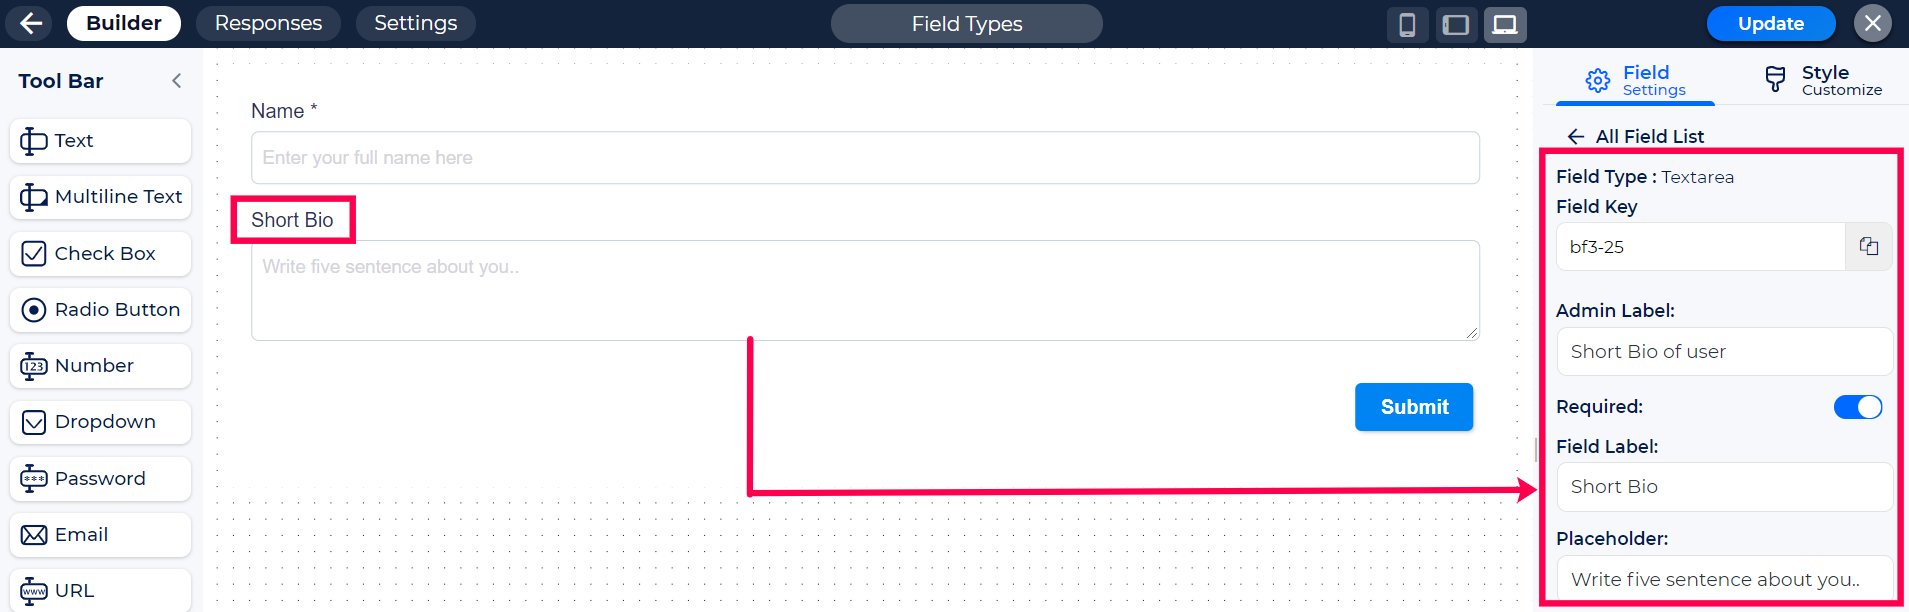 Builder
Responses
Settings
Field Types
Update
Tool Bar
Text
Multiline Text
Check Box
Radio Button
123 Number
Dropdown
*** Password
Email
www URL
Name *
Enter your full name here
Short Bio
Write five sentence about you..
Submit
Field
Settings
Style
Customize
All Field List
Field Type : Textarea
Field Key
bf3-25
Admin Label:
Short Bio of user
Required:
Field Label:
Short Bio
Placeholder:
Write five sentence about you..